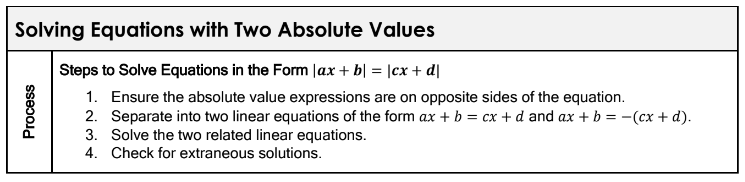 Solving Equations with Two Absolute Values
Process
Steps to Solve Equations in the Form |ax + b| = |cx + d|
1. Ensure the absolute value expressions are on opposite sides of the equation.
2. Separate into two linear equations of the form ax + b = cx + d and ax + b = −(cx + d).
3. Solve the two related linear equations.
4. Check for extraneous solutions.